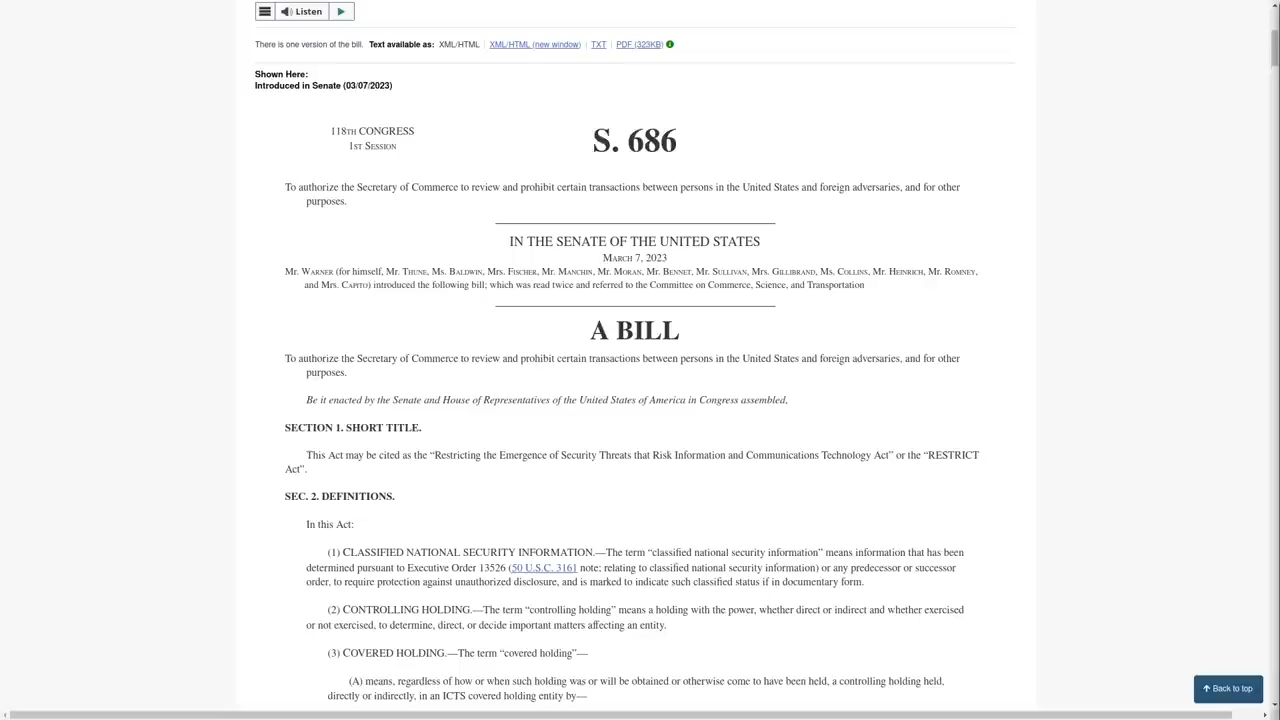 Listen
There is one version of the bill. Text available as: XML/HTML | XML/HTML (new window) | TXT | PDF (323KB)
Shown Here:
Introduced in Senate (03/07/2023)
118TH CONGRESS
1ST SESSION
S. 686
To authorize the Secretary of Commerce to review and prohibit certain transactions between persons in the United States and foreign adversaries, and for other
purposes.
IN THE SENATE OF THE UNITED STATES
MARCH 7, 2023
Mr. WARNER (for himself, Mr. THUNE, Ms. BALDWIN, Mrs. FISCHER, Mr. MANCHIN, Mr. MORAN, Mr. BENNET, Mr. SULLIVAN, Mrs. GILLIBRAND, Ms. COLLINS, Mr. HEINRICH, Mr. ROMNEY,
and Mrs. CAPITO) introduced the following bill; which was read twice and referred to the Committee on Commerce, Science, and Transportation
A BILL
To authorize the Secretary of Commerce to review and prohibit certain transactions between persons in the United States and foreign adversaries, and for other
purposes.
Be it enacted by the Senate and House of Representatives of the United States of America in Congress assembled,
SECTION 1. SHORT TITLE.
This Act may be cited as the “Restricting the Emergence of Security Threats that Risk Information and Communications Technology Act” or the “RESTRICT
Act”.
SEC. 2. DEFINITIONS.
In this Act:
(1) CLASSIFIED NATIONAL SECURITY INFORMATION.—The term “classified national security information” means information that has been
determined pursuant to Executive Order 13526 (50 U.S.C. 3161 note; relating to classified national security information) or any predecessor or successor
order, to require protection against unauthorized disclosure, and is marked to indicate such classified status if in documentary form.
(2) CONTROLLING HOLDING.—The term “controlling holding” means a holding with the power, whether direct or indirect and whether exercised
or not exercised, to determine, direct, or decide important matters affecting an entity.
(3) COVERED HOLDING.—The term “covered holding”—
(A) means, regardless of how or when such holding was or will be obtained or otherwise come to have been held, a controlling holding held,
directly or indirectly, in an ICTS covered holding entity by—
Back to top